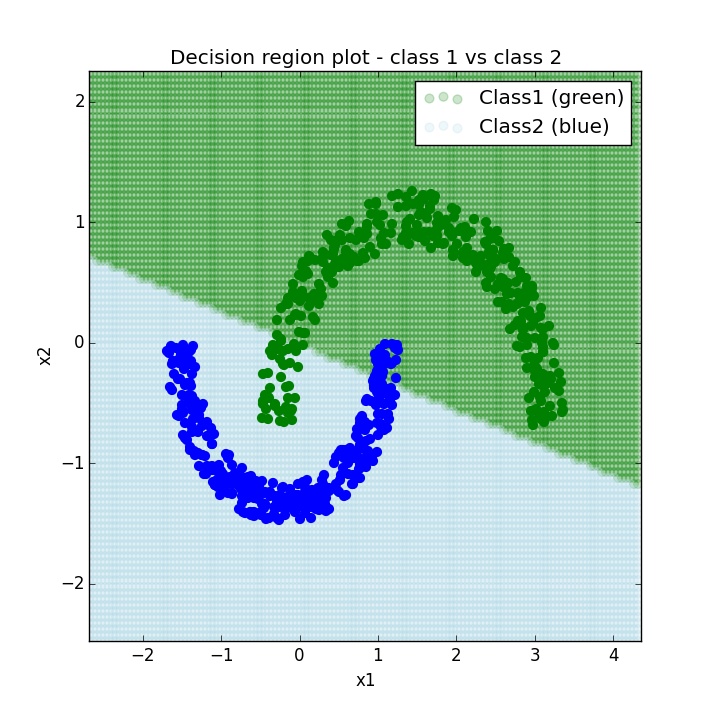 Decision region plot - class 1 vs class 2
Class1 (green)
Class2 (blue)
2
1
0
−1
−2
x2
−2 −1 0 1 2 3 4
x1